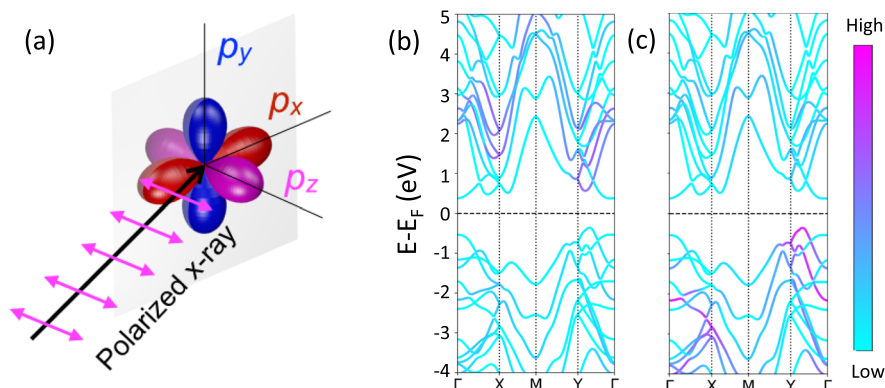 (a)
p_y
p_x
p_z
Polarized x-ray
(b)
(c)
High
Low
E-E_F (eV)
5
4
3
2
1
0
-1
-2
-3
-4
Γ X M Y Γ
Γ X M Y Γ